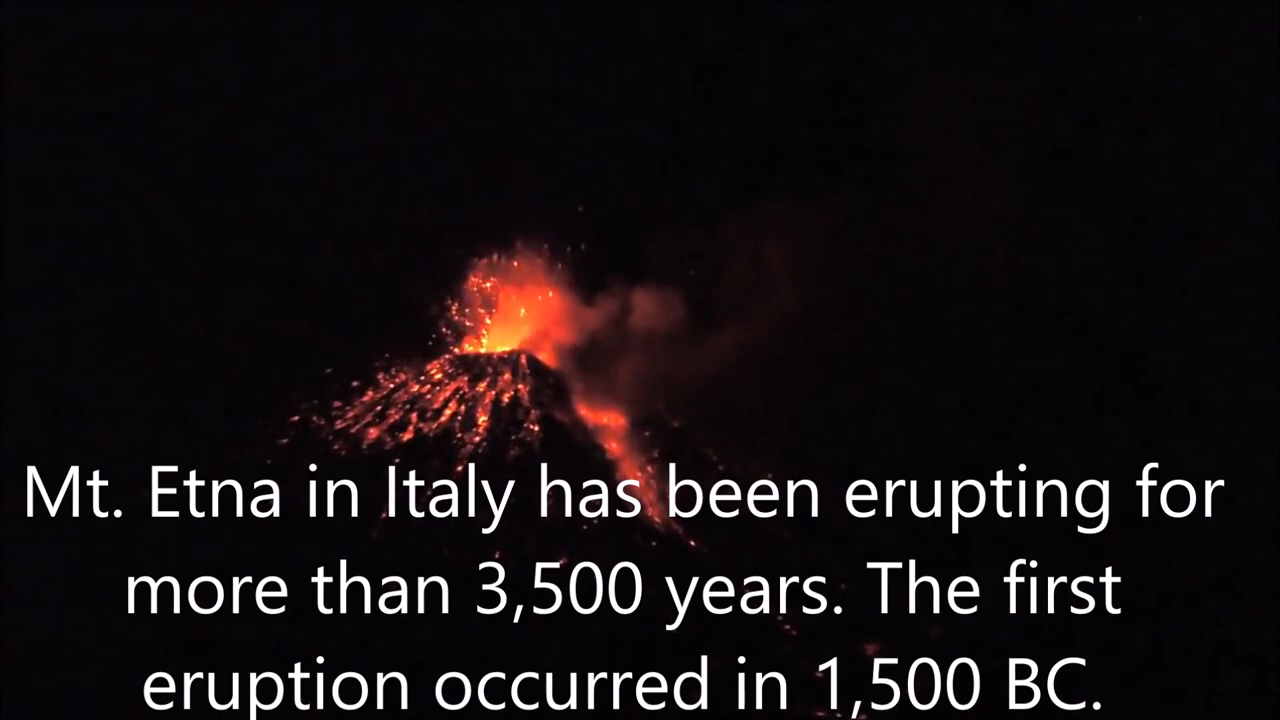 Mt. Etna in Italy has been erupting for
more than 3,500 years. The first
eruption occurred in 1,500 BC.